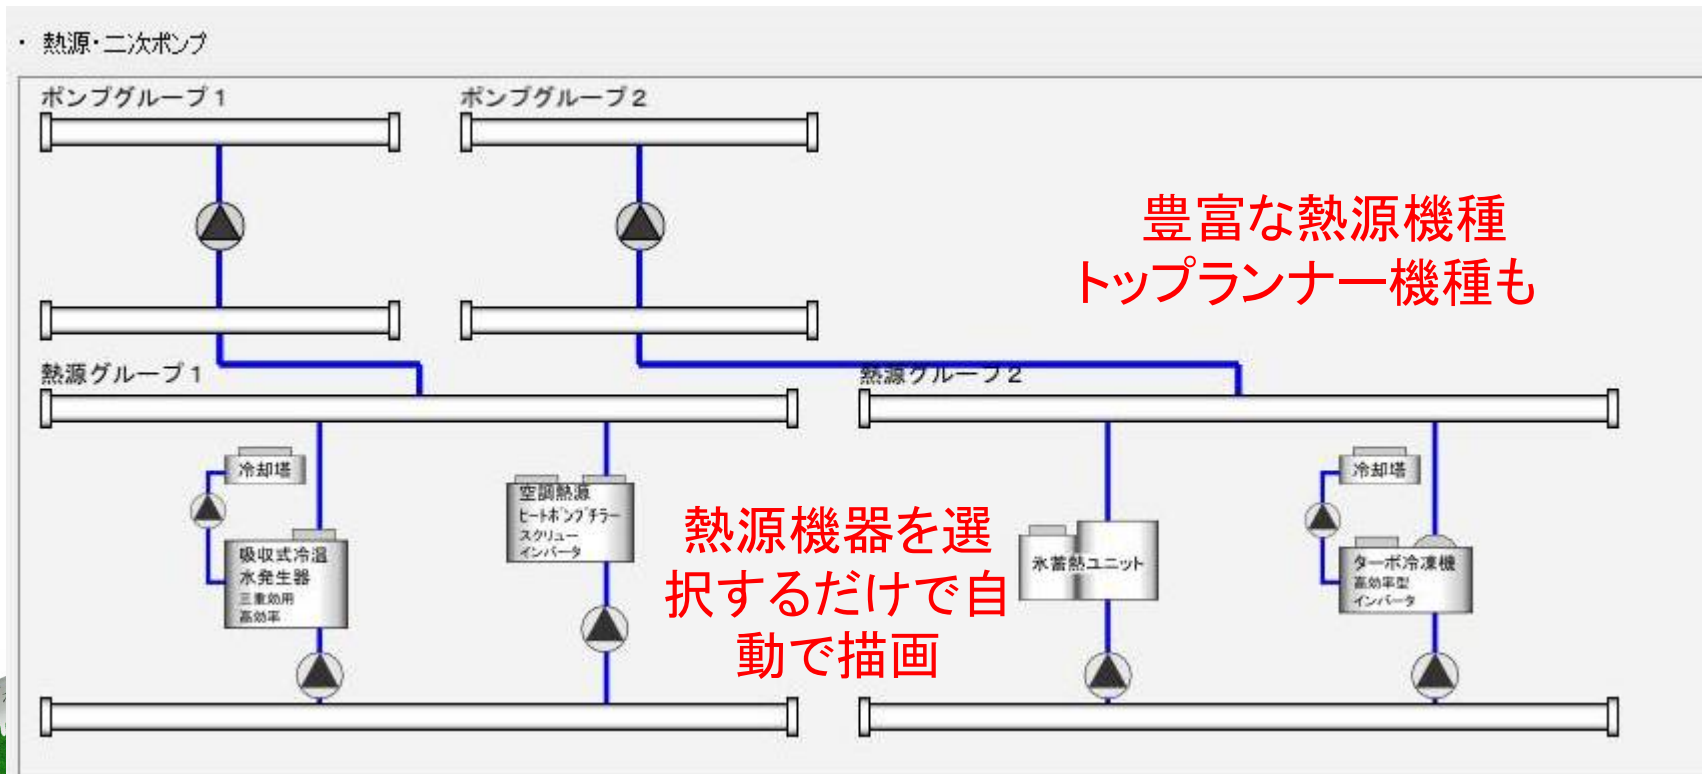 ・ 熱源・二次ポンプ
ポンプグループ1
ポンプグループ2
豊富な熱源機種
トップランナー機種も
熱源グループ1
熱源グループ2
冷却塔
吸収式冷温
水発生器
三重効用
高効率
空調熱源
ヒートポンプチラー
スクリュー
インバータ
熱源機器を選
択するだけで自
動で描画
氷蓄熱ユニット
冷却塔
ターボ冷凍機
高効率型
インバータ